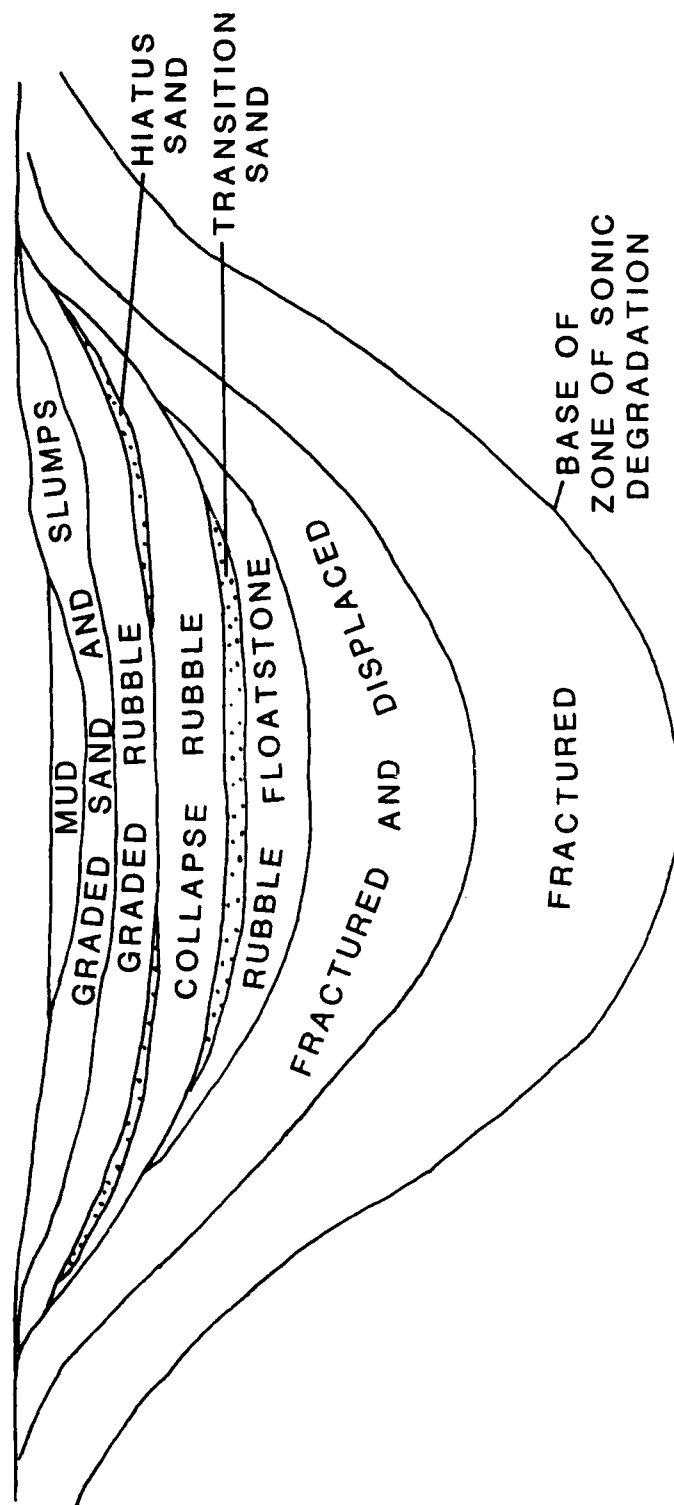 MUD
GRADED SAND AND SLUMPS
GRADED RUBBLE
HIATUS
SAND
COLLAPSE RUBBLE
TRANSITION
SAND
RUBBLE FLOATSTONE
FRACTURED AND DISPLACED
FRACTURED
BASE OF
ZONE OF SONIC
DEGRADATION